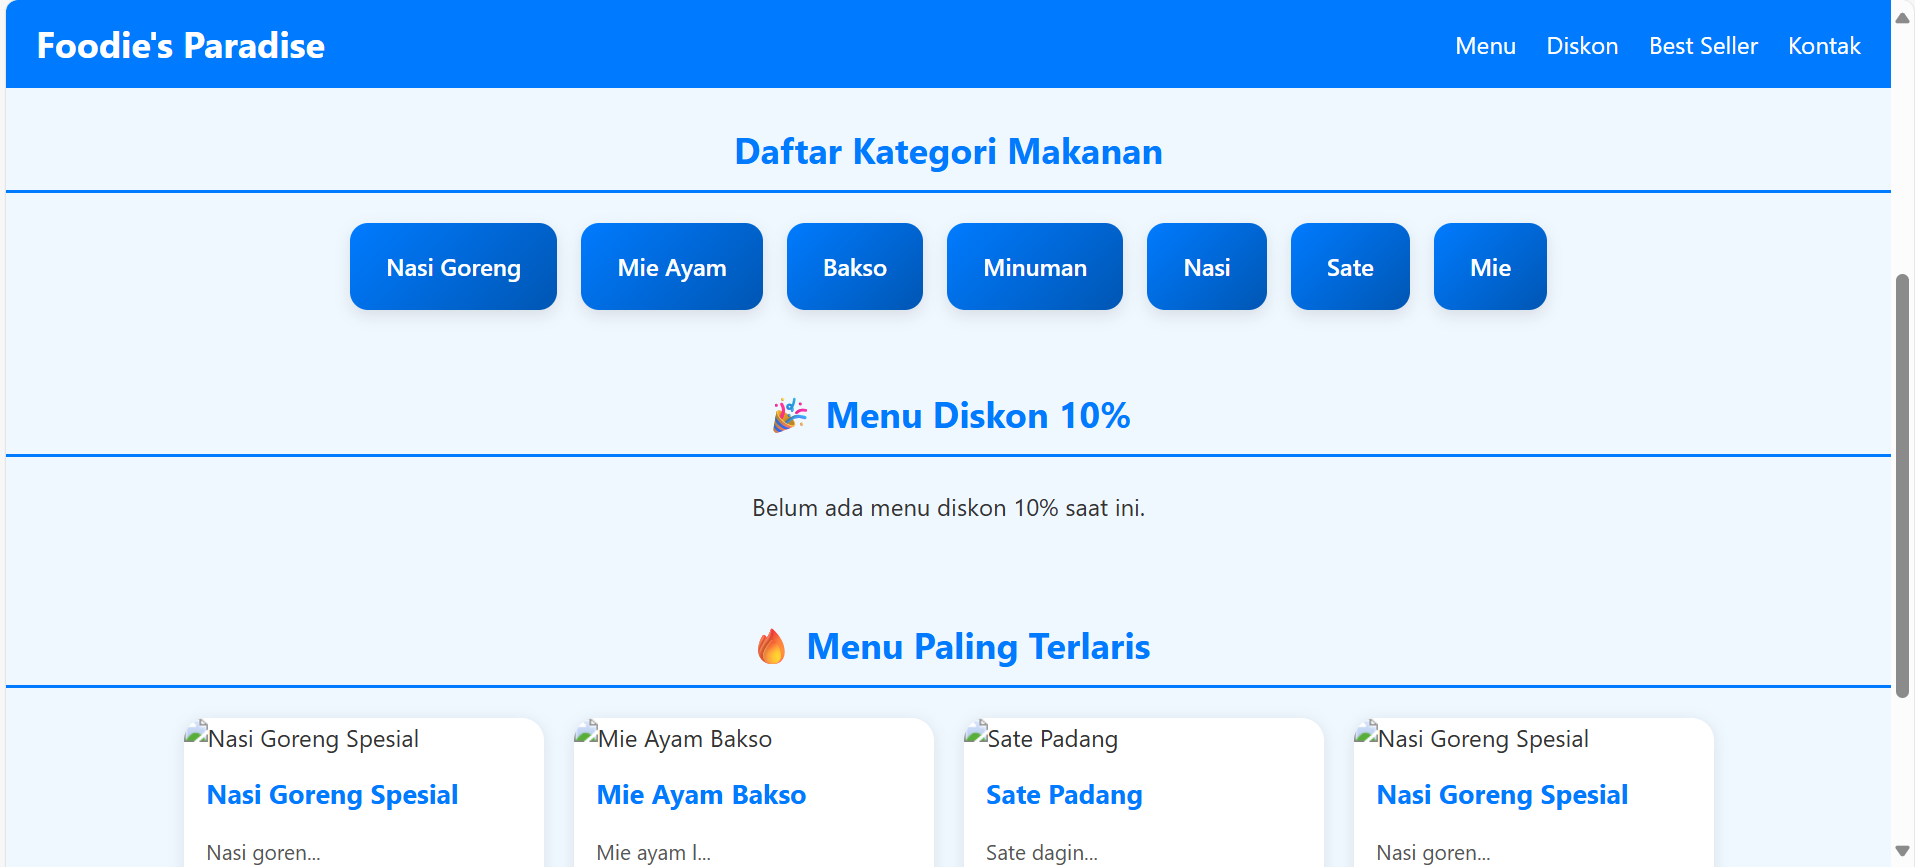 Foodie's Paradise
Menu Diskon Best Seller Kontak
Daftar Kategori Makanan
Nasi Goreng Mie Ayam Bakso Minuman Nasi Sate Mie
🎉 Menu Diskon 10%
Belum ada menu diskon 10% saat ini.
🔥 Menu Paling Terlaris
Nasi Goreng Spesial Mie Ayam Bakso Sate Padang Nasi Goreng Spesial
Nasi Goreng Spesial Mie Ayam Bakso Sate Padang Nasi Goreng Spesial
Nasi goren... Mie ayam l... Sate dagin... Nasi goren...